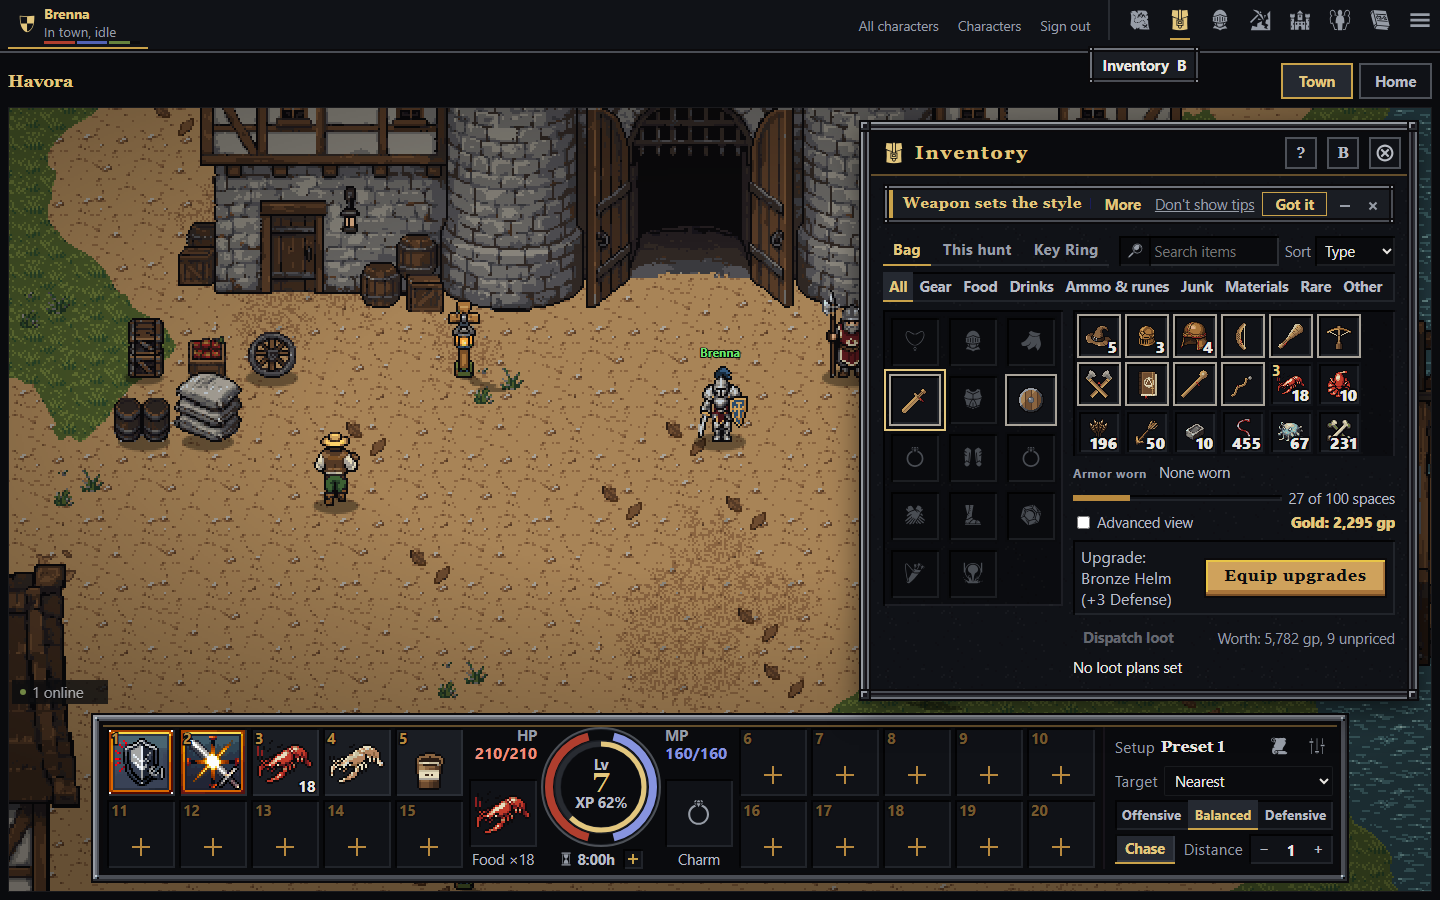 Brenna
In town, idle
All characters
Characters
Sign out
Inventory B
Havora
Town
Home
Inventory
?
B
Weapon sets the style
More
Don't show tips
Got it
Bag
This hunt
Key Ring
Search items
Sort
Type
All
Gear
Food
Drinks
Ammo & runes
Junk
Materials
Rare
Other
5
3
4
3
18
10
196
50
10
455
67
231
Armor worn None worn
27 of 100 spaces
Advanced view
Gold: 2,295 gp
Upgrade:
Bronze Helm
(+3 Defense)
Equip upgrades
Dispatch loot
Worth: 5,782 gp, 9 unpriced
No loot plans set
Brenna
1 online
1
2
3
18
4
5
HP
210/210
Lv
7
XP 62%
MP
160/160
6
7
8
9
10
11
12
13
14
15
Food ×18
8:00h
+
Charm
16
17
18
19
20
Setup Preset 1
Target Nearest
Offensive
Balanced
Defensive
Chase
Distance
− 1 +